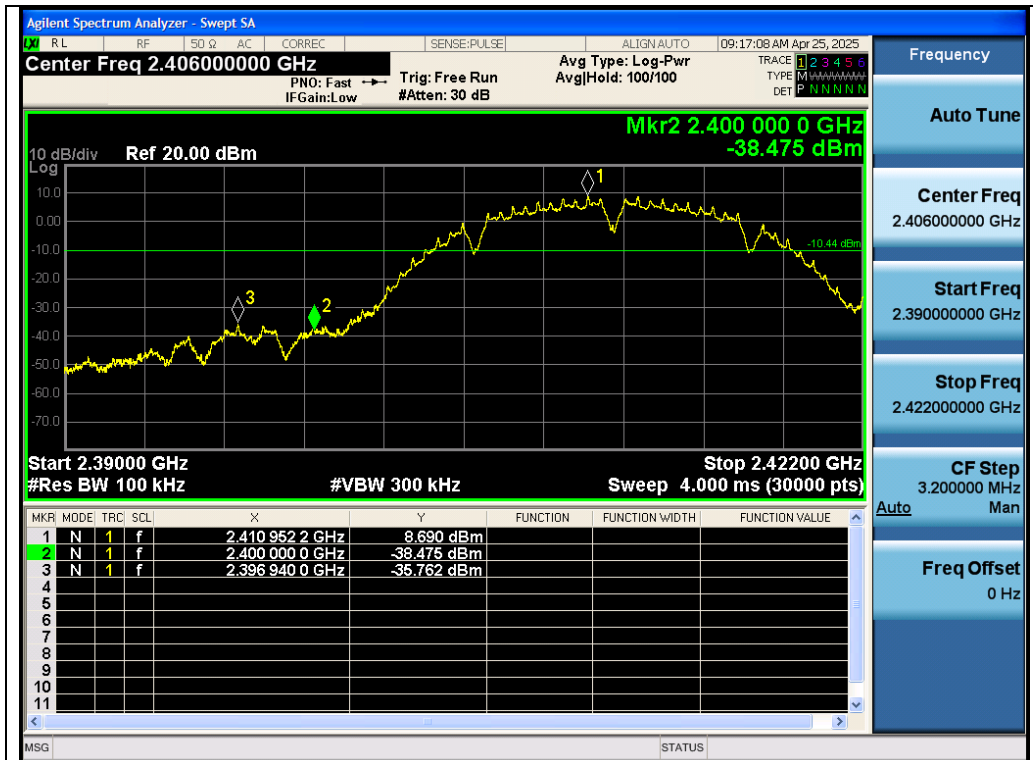 Agilent Spectrum Analyzer - Swept SA
LXI RL RF 50 Ω AC CORREC SENSE:PULSE ALIGN AUTO 09:17:08 AM Apr 25, 2025
Center Freq 2.406000000 GHz
PNO: Fast
IFGain:Low
Trig: Free Run
#Atten: 30 dB
Avg Type: Log-Pwr
Avg|Hold: 100/100
TRACE 1 2 3 4 5 6
TYPE M WWWWW
DET P N N N N N
Mkr2 2.400 000 0 GHz
-38.475 dBm
10 dB/div Ref 20.00 dBm
Log
10.0
0.00
-10.0
-20.0
-30.0
-40.0
-50.0
-60.0
-70.0
1
-10.44 dBm
3
2
Start 2.39000 GHz Stop 2.42200 GHz
#Res BW 100 kHz #VBW 300 kHz Sweep 4.000 ms (30000 pts)
MKR MODE TRC SCL X Y FUNCTION FUNCTION WIDTH FUNCTION VALUE
1 N 1 f 2.410 952 2 GHz 8.690 dBm
2 N 1 f 2.400 000 0 GHz -38.475 dBm
3 N 1 f 2.396 940 0 GHz -35.762 dBm
4
5
6
7
8
9
10
11
MSG STATUS
Frequency
Auto Tune
Center Freq
2.406000000 GHz
Start Freq
2.390000000 GHz
Stop Freq
2.422000000 GHz
CF Step
3.200000 MHz
Auto Man
Freq Offset
0 Hz